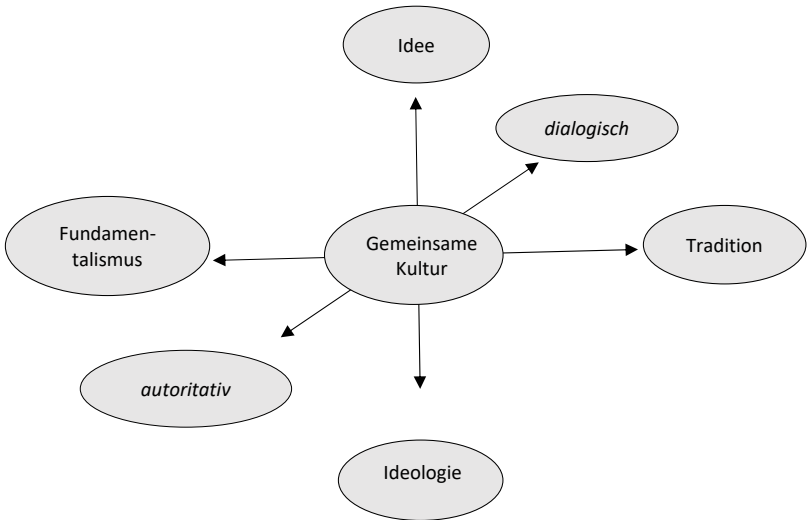 Idee
dialogisch
Fundamen-
talismus
Gemeinsame
Kultur
Tradition
autoritativ
Ideologie